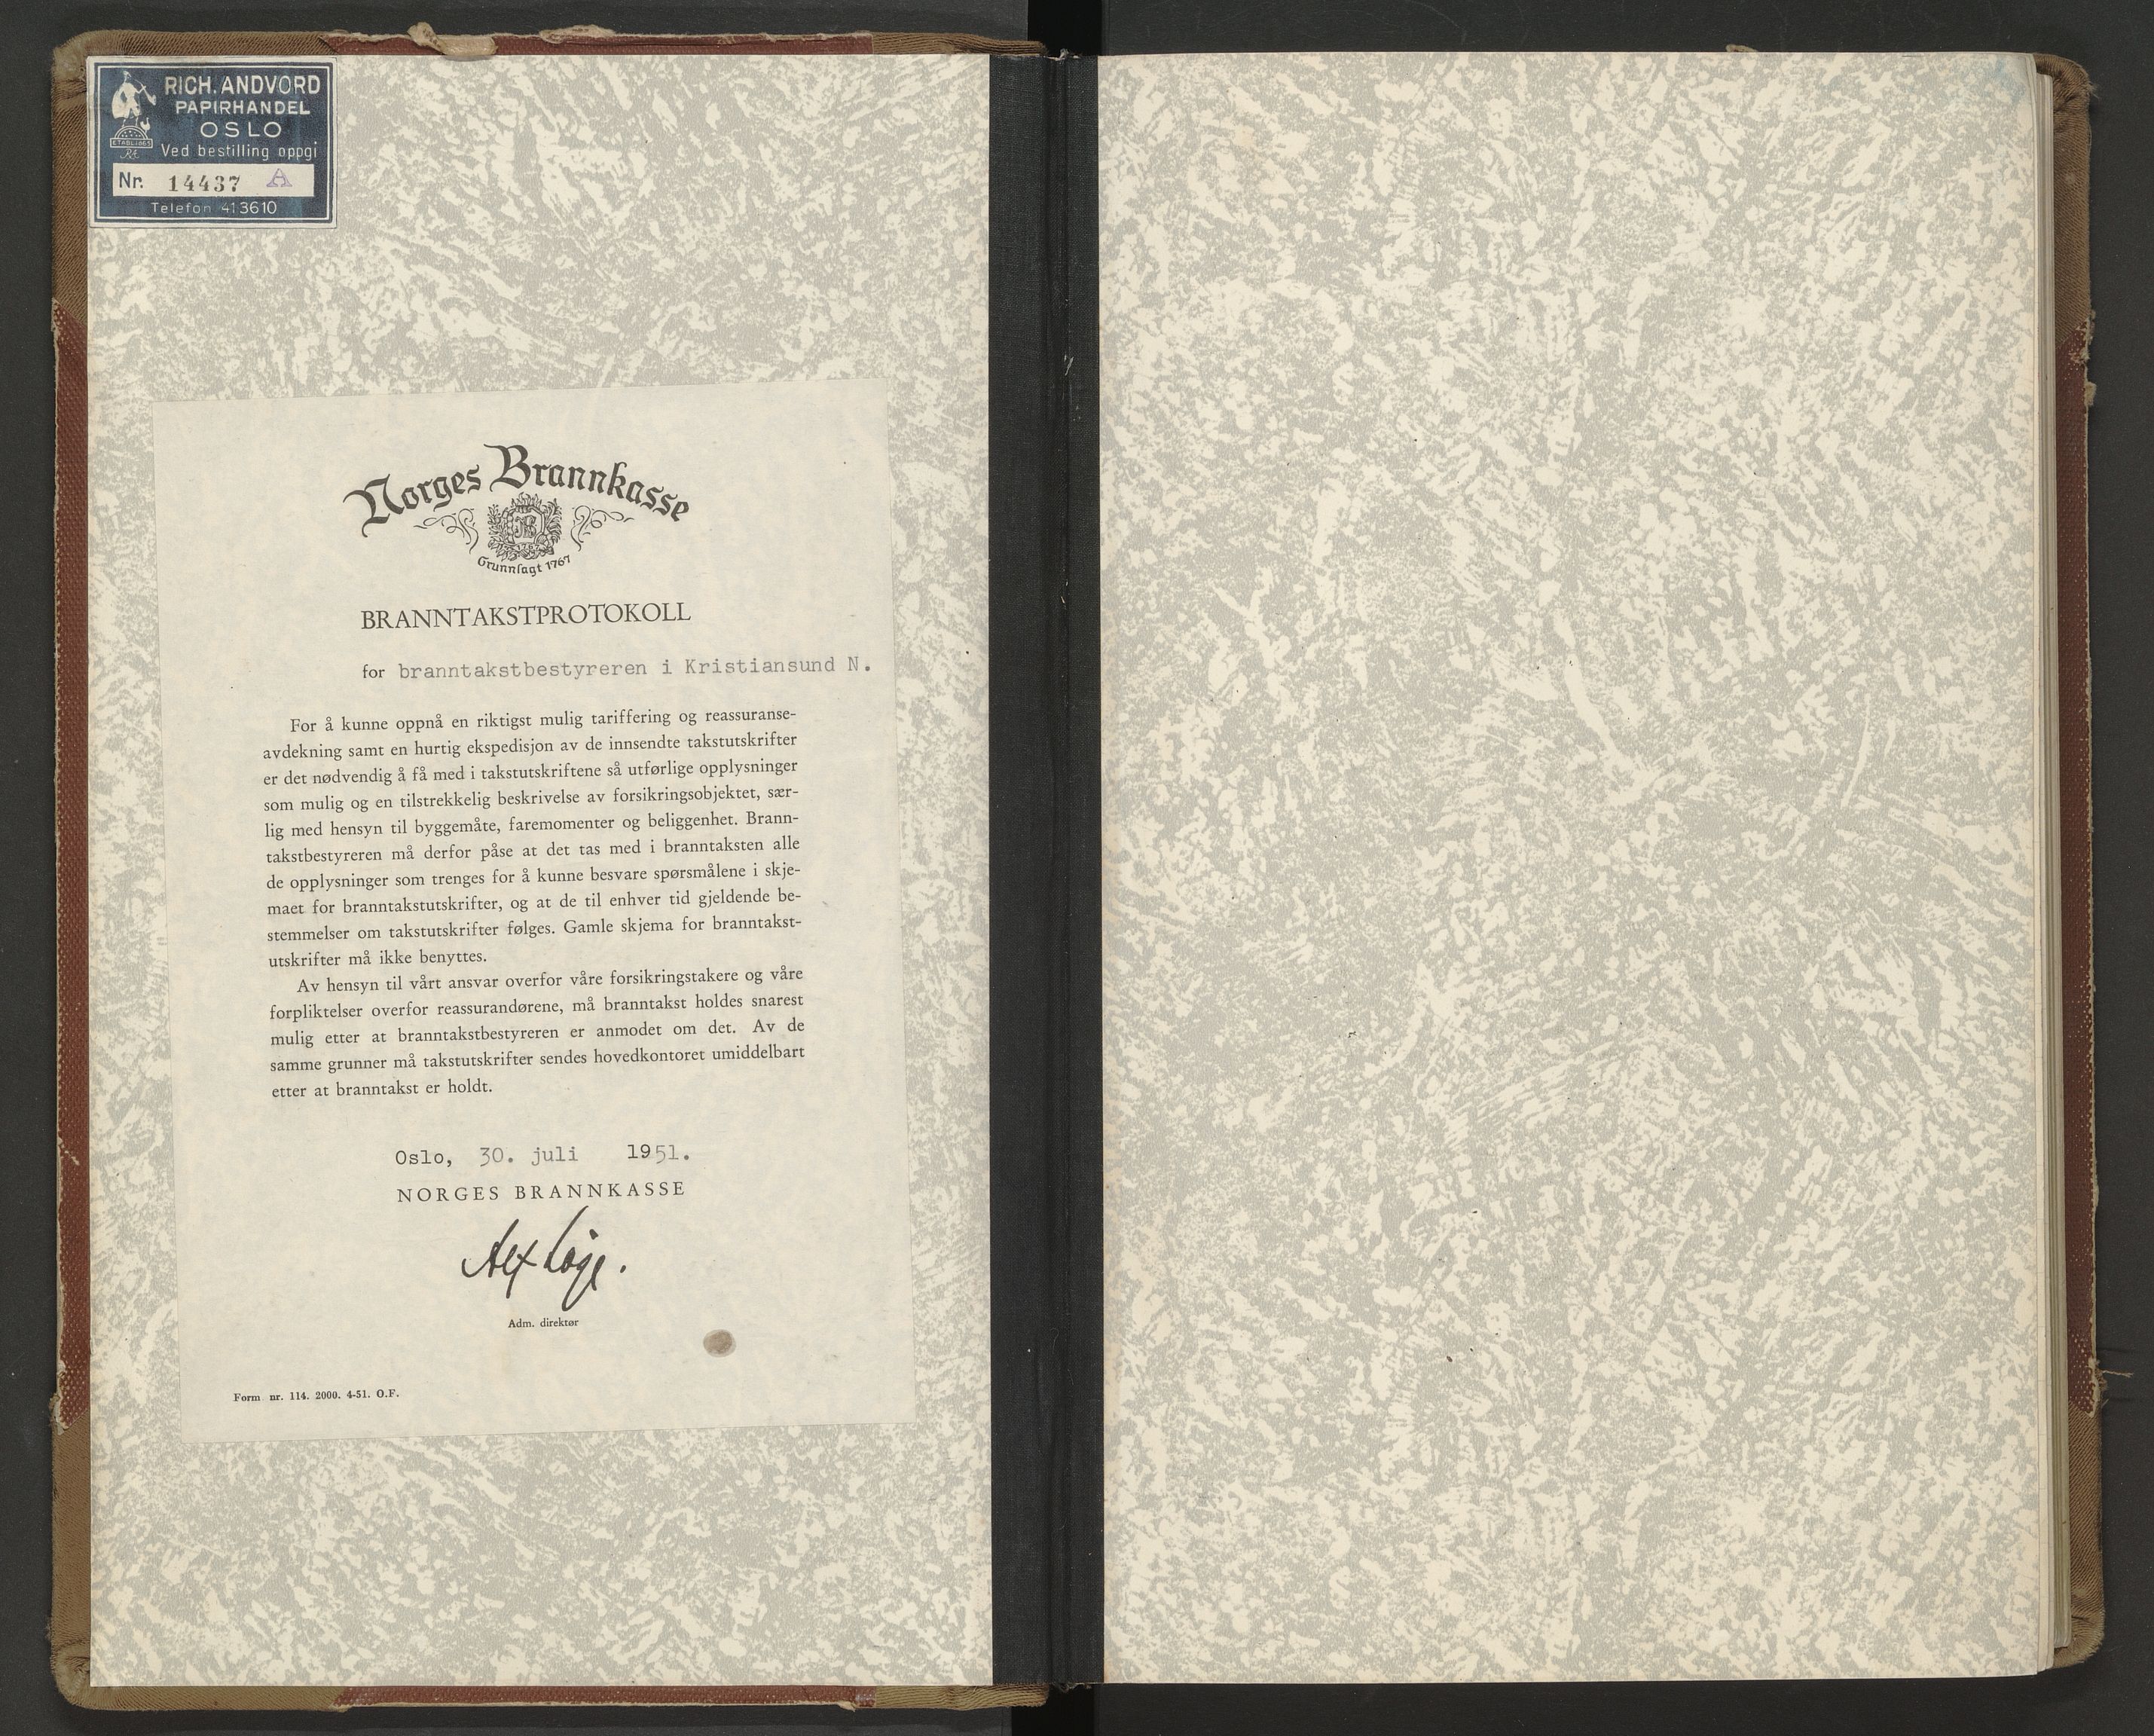 RICH. ANDVORD
PAPIRHANDEL
OSLO
ETABL. 1865
Ved bestilling oppgi
Nr. 14437 A
Telefon 413610
Norges Brannkasse
Grunnlagt 1767
BRANNTAKSTPROTOKOLL
for branntakstbestyreren i Kristiansund N.
For å kunne oppnå en riktigst mulig tariffering og reassuranse-
avdekning samt en hurtig ekspedisjon av de innsendte takstutskrifter
er det nødvendig å få med i takstutskriftene så utførlige opplysninger
som mulig og en tilstrekkelig beskrivelse av forsikringsobjektet, sær-
lig med hensyn til byggemåte, faremomenter og beliggenhet. Brann-
takstbestyreren må derfor påse at det tas med i branntaksten alle
de opplysninger som trenges for å kunne besvare spørsmålene i skje-
maet for branntakstutskrifter, og at de til enhver tid gjeldende be-
stemmelser om takstutskrifter følges. Gamle skjema for branntakst-
utskrifter må ikke benyttes.
Av hensyn til vårt ansvar overfor våre forsikringstakere og våre
forpliktelser overfor reassurandørene, må branntakst holdes snarest
mulig etter at branntakstbestyreren er anmodet om det. Av de
samme grunner må takstutskrifter sendes hovedkontoret umiddelbart
etter at branntakst er holdt.
Oslo, 30. juli 1951.
NORGES BRANNKASSE
Adm. direktør
Form. nr. 114. 2000. 4-51. O.F.